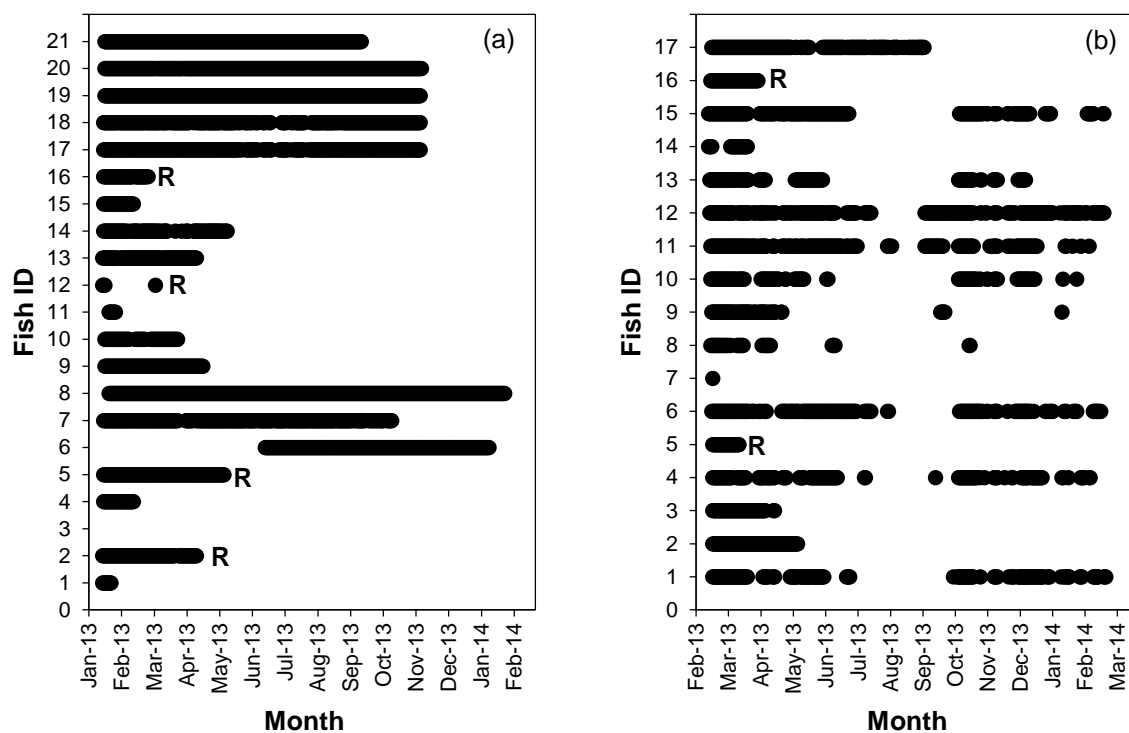 (a)
Fish ID
21
20
19
18
17
16 R
15
14
13
12 R
11
10
9
8
7
6
5 R
4
3
2 R
1
0
Jan-13
Feb-13
Mar-13
Apr-13
May-13
Jun-13
Jul-13
Aug-13
Sep-13
Oct-13
Nov-13
Dec-13
Jan-14
Feb-14
Month
(b)
Fish ID
17
16 R
15
14
13
12
11
10
9
8
7
6
5 R
4
3
2
1
0
Feb-13
Mar-13
Apr-13
May-13
Jun-13
Jul-13
Aug-13
Sep-13
Oct-13
Nov-13
Dec-13
Jan-14
Feb-14
Mar-14
Month